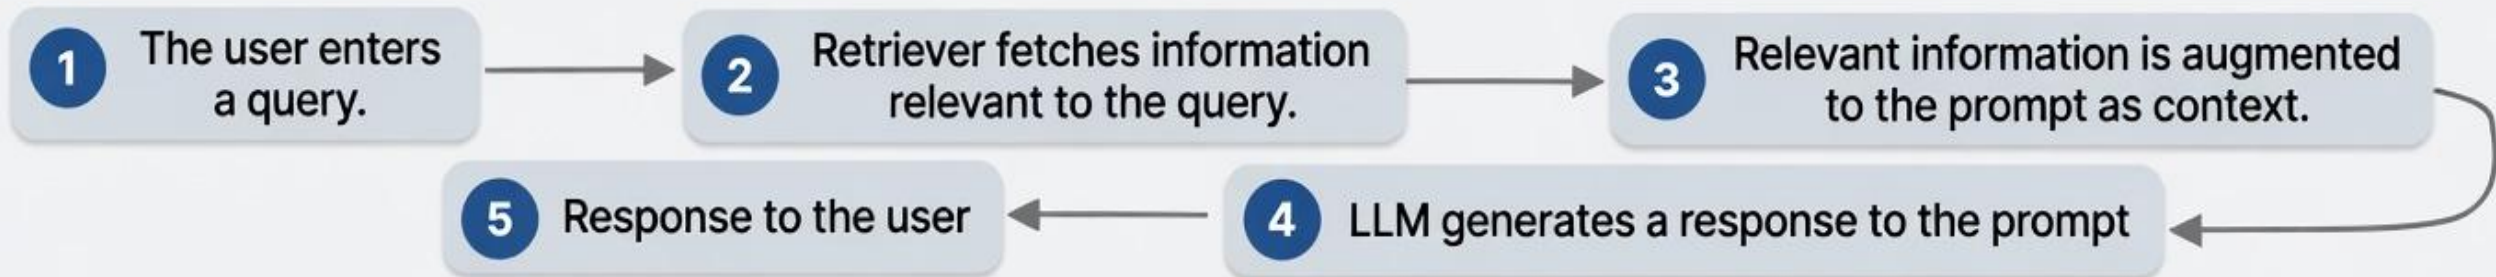 1 The user enters
a query.
2 Retriever fetches information
relevant to the query.
3 Relevant information is augmented
to the prompt as context.
4 LLM generates a response to the prompt
5 Response to the user